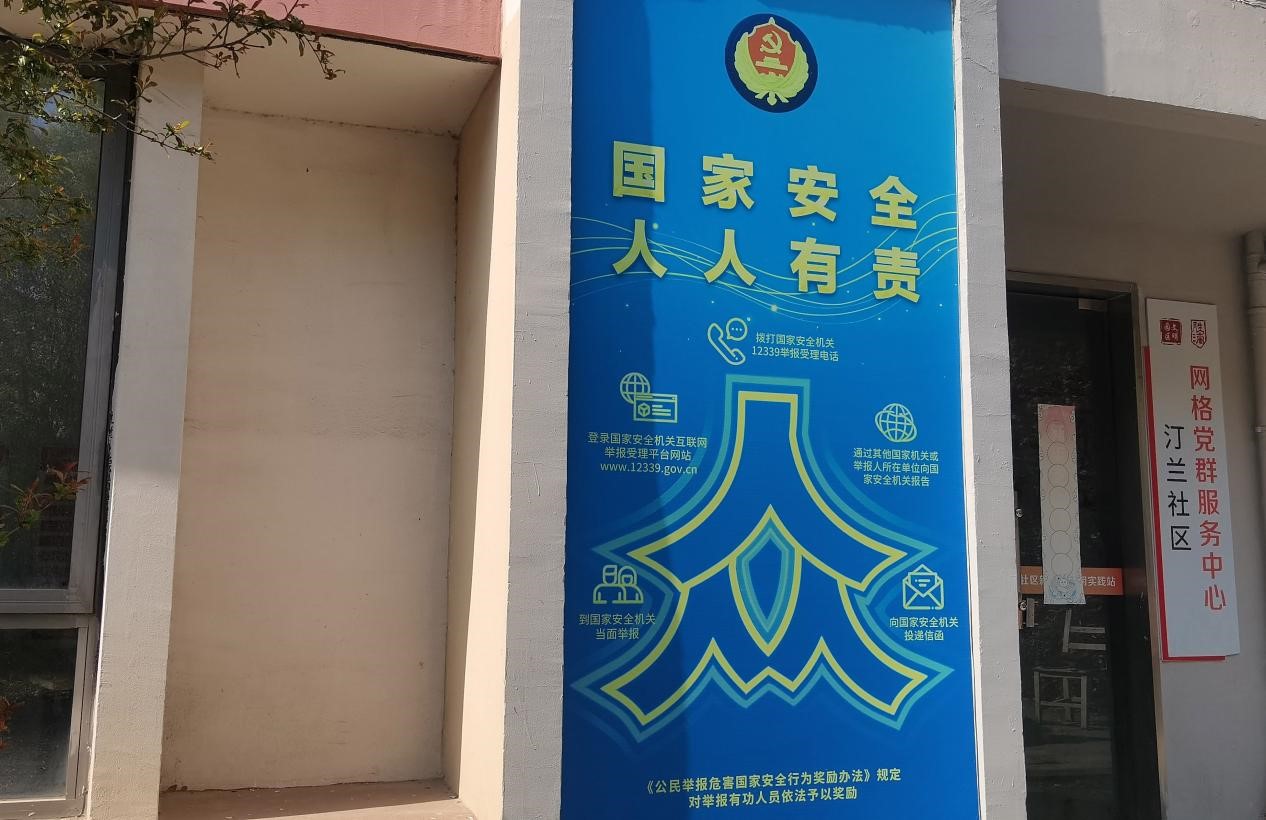 国家安全
人人有责
拨打国家安全机关
12339举报受理电话
登录国家安全机关互联网
举报受理平台网站
www.12339.gov.cn
通过其他国家机关或
举报人所在单位向国
家安全机关报告
到国家安全机关
当面举报
向国家安全机关
投递信函
《公民举报危害国家安全行为奖励办法》规定
对举报有功人员依法予以奖励
网格党群服务中心
汀兰社区
社区
明实践站